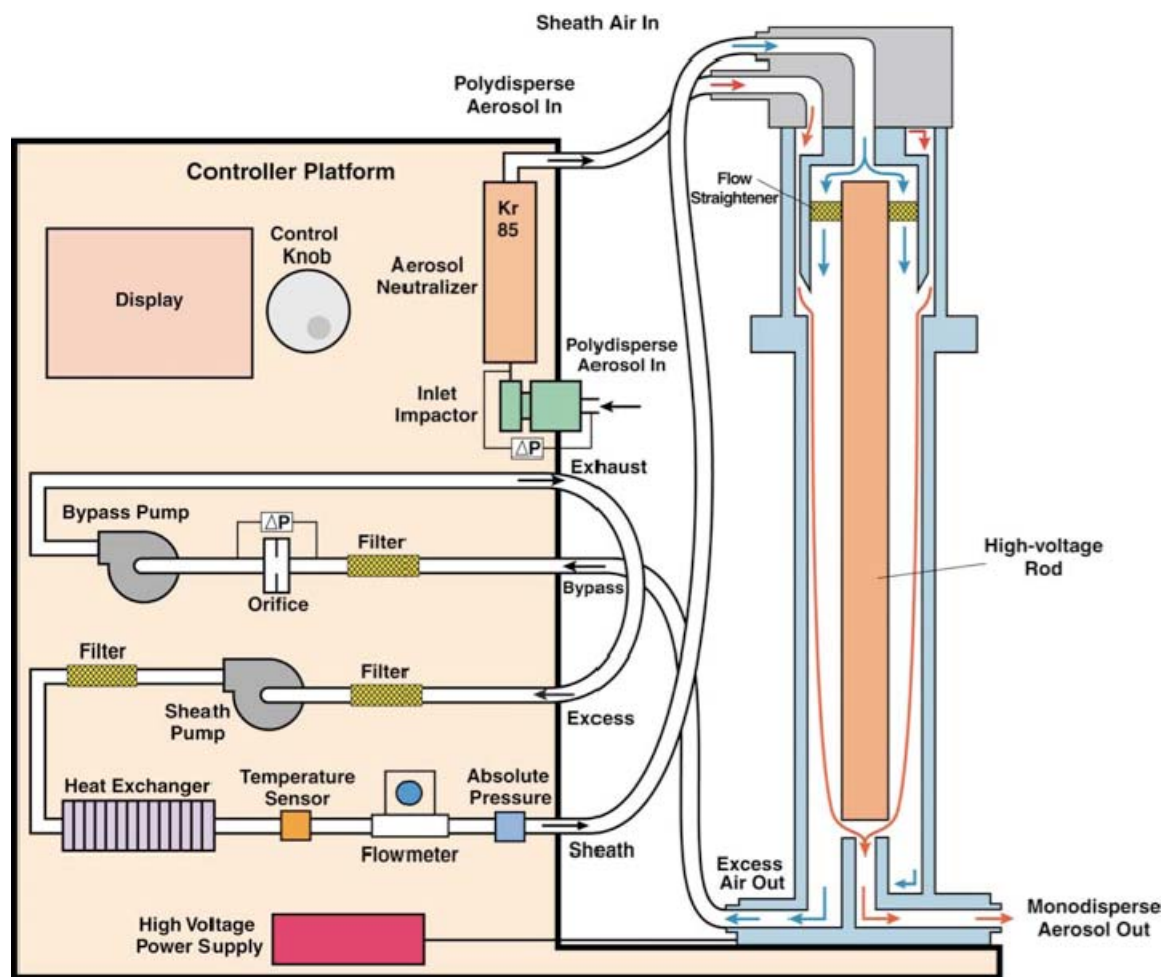 Sheath Air In
Polydisperse
Aerosol In
Controller Platform
Flow
Straightener
Kr
85
Control
Knob
Aerosol
Neutralizer
Display
Polydisperse
Aerosol In
Inlet
Impactor
ΔP
Exhaust
Bypass Pump
ΔP
Filter
High-voltage
Rod
Bypass
Orifice
Filter
Filter
Sheath
Pump
Excess
Heat Exchanger
Temperature
Sensor
Absolute
Pressure
Flowmeter
Sheath
Excess
Air Out
High Voltage
Power Supply
Monodisperse
Aerosol Out